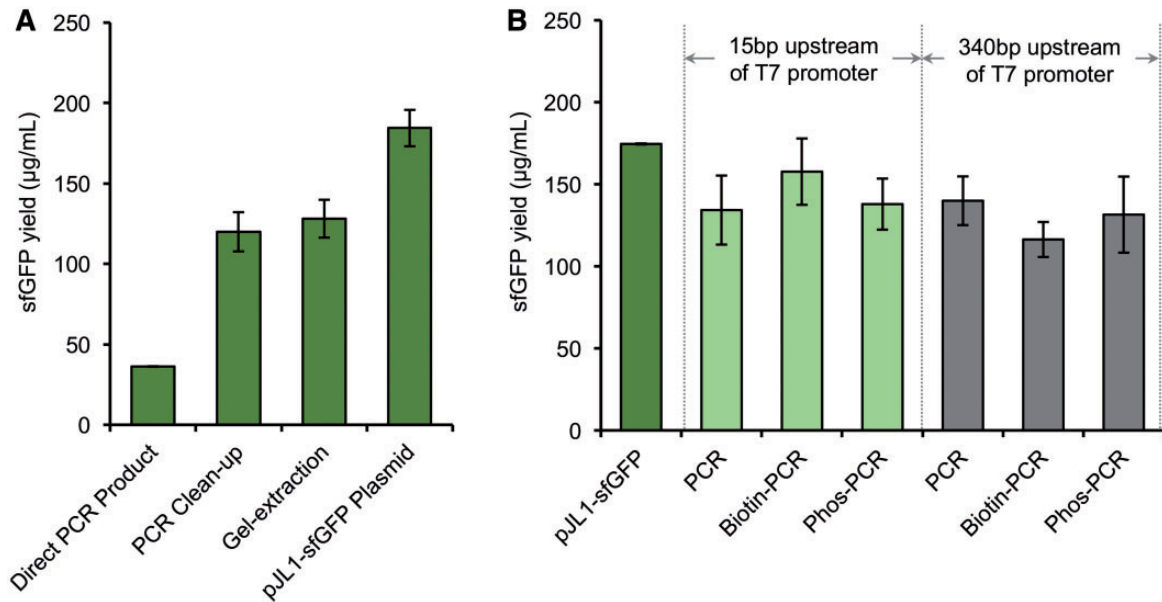 A
sfGFP yield (µg/mL)
250
200
150
100
50
0
Direct PCR Product
PCR Clean-up
Gel-extraction
pJL1-sfGFP Plasmid
B
sfGFP yield (µg/mL)
250
200
150
100
50
0
15bp upstream
of T7 promoter
340bp upstream
of T7 promoter
pJL1-sfGFP
PCR
Biotin-PCR
Phos-PCR
PCR
Biotin-PCR
Phos-PCR